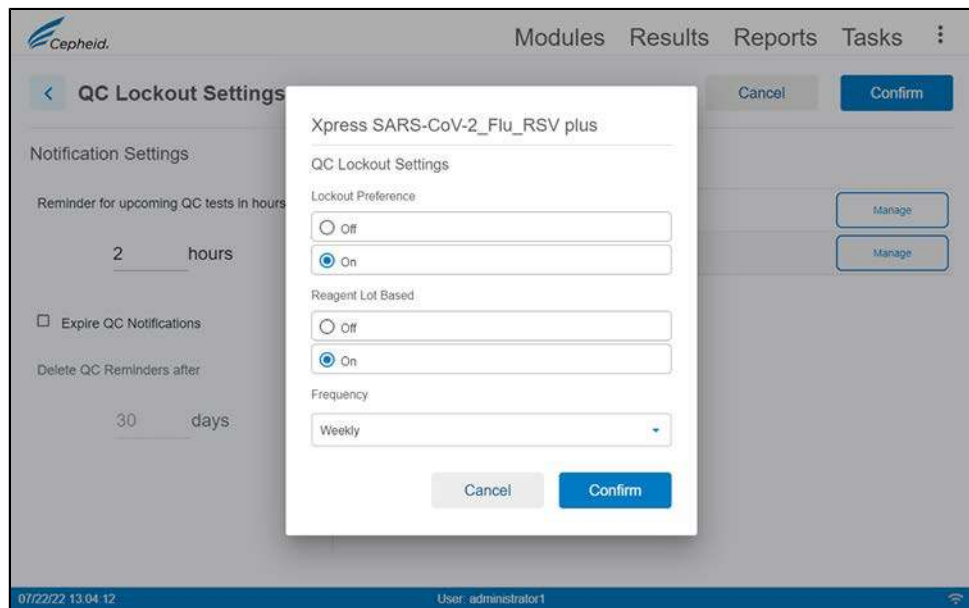 Cepheid.
Modules Results Reports Tasks
QC Lockout Settings
Cancel Confirm
Xpress SARS-CoV-2_Flu_RSV plus
Notification Settings
QC Lockout Settings
Lockout Preference
Reminder for upcoming QC tests in hours
Manage
Off
2 hours
Manage
On
Reagent Lot Based
Expire QC Notifications
Off
On
Delete QC Reminders after
Frequency
30 days
Weekly
Cancel Confirm
07/22/22 13:04:12 User: administrator1